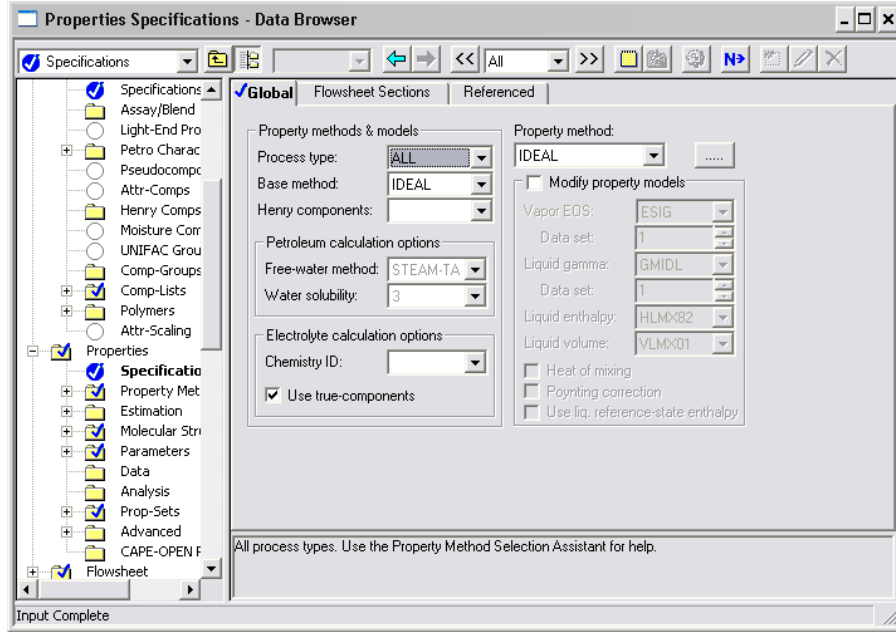 Properties Specifications - Data Browser
Specifications
All
N
Specifications
Assay/Blend
Light-End Pro
Petro Charac
Pseudocompo
Attr-Comps
Henry Comps
Moisture Com
UNIFAC Grou
Comp-Groups
Comp-Lists
Polymers
Attr-Scaling
Properties
Specificatio
Property Met
Estimation
Molecular Stru
Parameters
Data
Analysis
Prop-Sets
Advanced
CAPE-OPEN F
Flowsheet
Global
Flowsheet Sections
Referenced
Property methods & models
Process type: ALL
Base method: IDEAL
Henry components:
Petroleum calculation options
Free-water method: STEAM-TA
Water solubility: 3
Electrolyte calculation options
Chemistry ID:
Use true-components
Property method:
IDEAL
.....
Modify property models
Vapor EOS: ESIG
Data set: 1
Liquid gamma: GMIDL
Data set: 1
Liquid enthalpy: HLMX82
Liquid volume: VLMX01
Heat of mixing
Poynting correction
Use liq. reference-state enthalpy
All process types. Use the Property Method Selection Assistant for help.
Input Complete